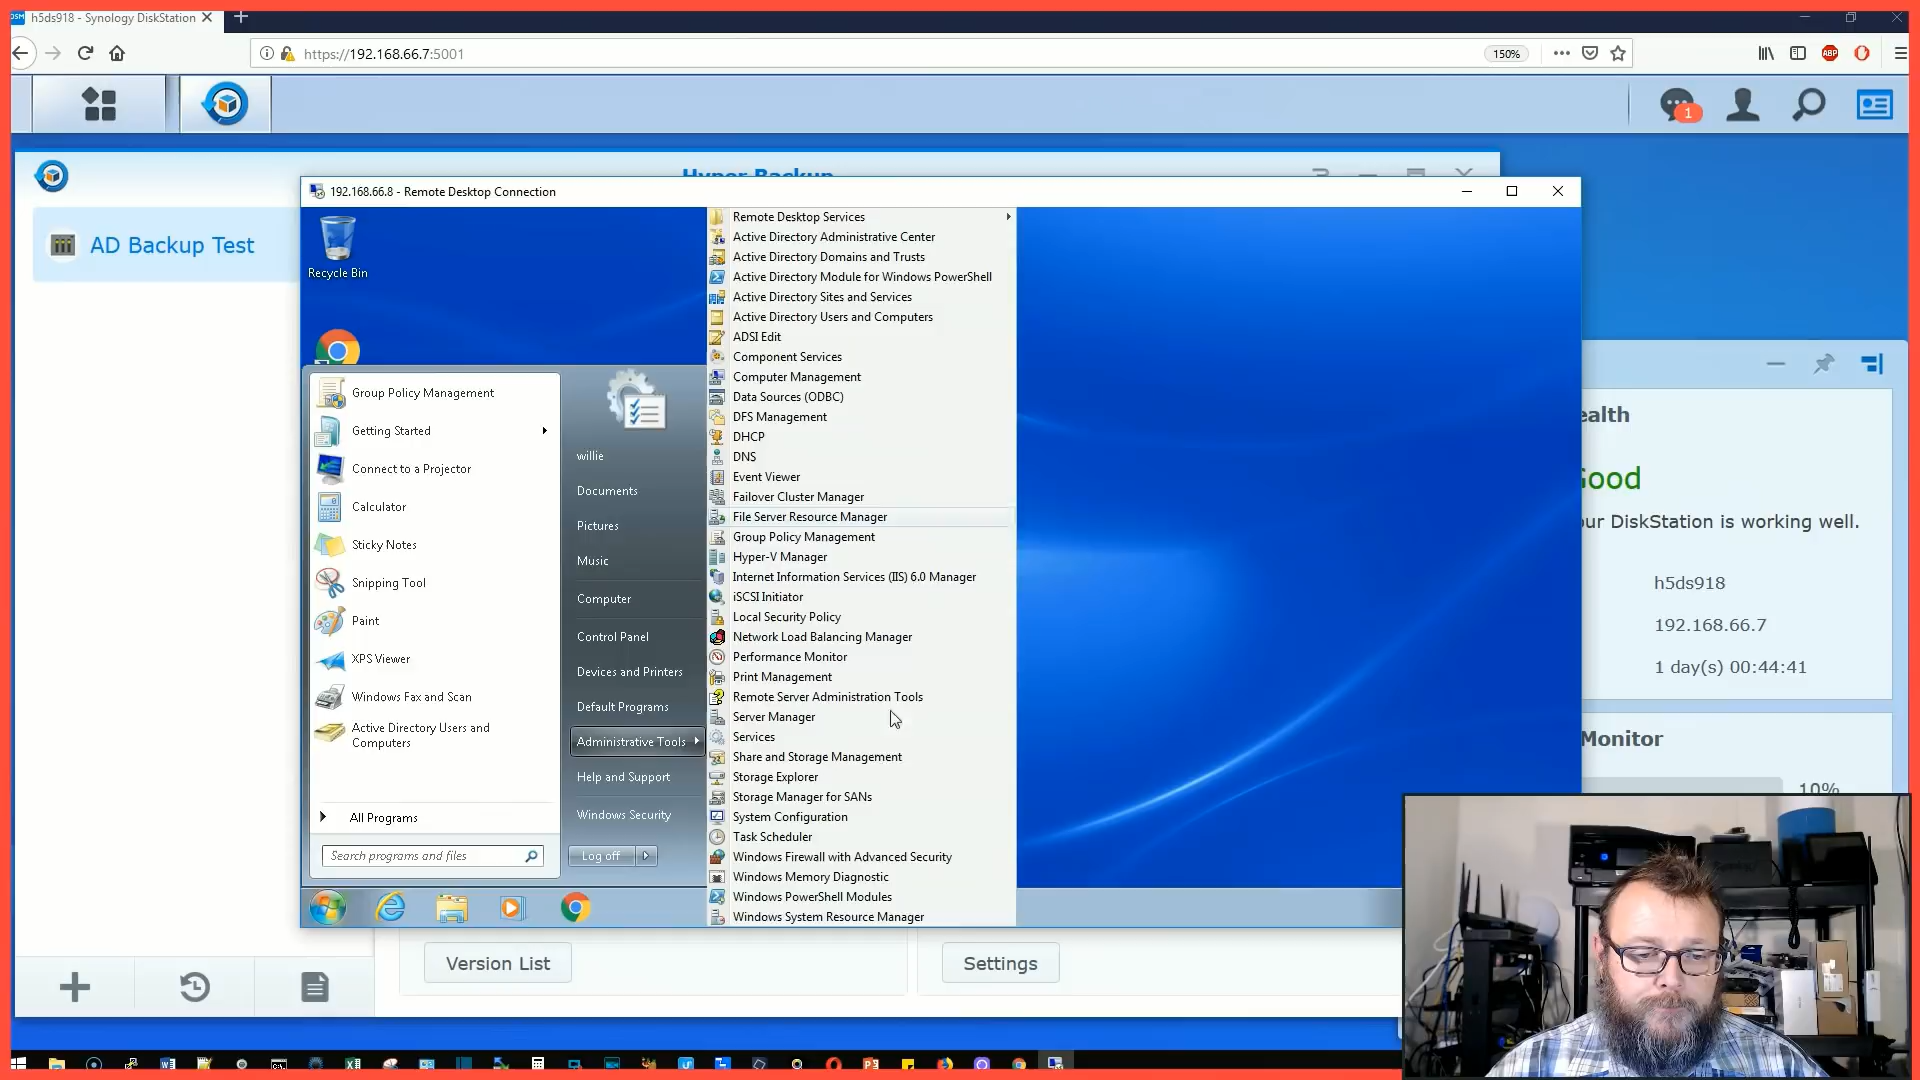 h5ds918 - Synology DiskStation
https://192.168.66.7:5001
150%
ABP
1
Hyper Backup
AD Backup Test
192.168.66.8 - Remote Desktop Connection
Recycle Bin
Group Policy Management
Getting Started
Connect to a Projector
Calculator
Sticky Notes
Snipping Tool
Paint
XPS Viewer
Windows Fax and Scan
Active Directory Users and
Computers
All Programs
Search programs and files
willie
Documents
Pictures
Music
Computer
Control Panel
Devices and Printers
Default Programs
Administrative Tools
Help and Support
Windows Security
Log off
Remote Desktop Services
Active Directory Administrative Center
Active Directory Domains and Trusts
Active Directory Module for Windows PowerShell
Active Directory Sites and Services
Active Directory Users and Computers
ADSI Edit
Component Services
Computer Management
Data Sources (ODBC)
DFS Management
DHCP
DNS
Event Viewer
Failover Cluster Manager
File Server Resource Manager
Group Policy Management
Hyper-V Manager
Internet Information Services (IIS) 6.0 Manager
iSCSI Initiator
Local Security Policy
Network Load Balancing Manager
Performance Monitor
Print Management
Remote Server Administration Tools
Server Manager
Services
Share and Storage Management
Storage Explorer
Storage Manager for SANs
System Configuration
Task Scheduler
Windows Firewall with Advanced Security
Windows Memory Diagnostic
Windows PowerShell Modules
Windows System Resource Manager
ealth
Good
ur DiskStation is working well.
h5ds918
192.168.66.7
1 day(s) 00:44:41
Monitor
10%
Version List
Settings